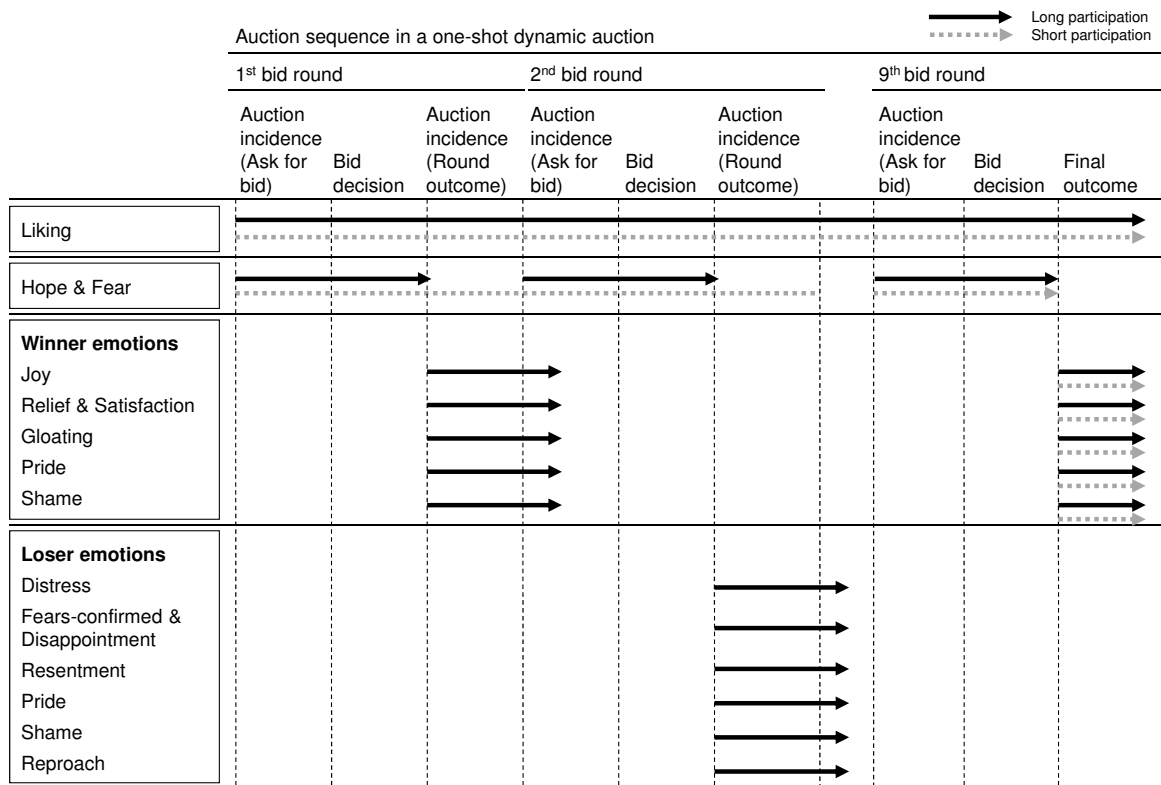 Long participation
Auction sequence in a one-shot dynamic auction
Short participation
1st bid round
2nd bid round
9th bid round
Auction
incidence
(Ask for
bid)
Bid
decision
Auction
incidence
(Round
outcome)
Auction
incidence
(Ask for
bid)
Bid
decision
Auction
incidence
(Round
outcome)
Auction
incidence
(Ask for
bid)
Bid
decision
Final
outcome
Liking
Hope & Fear
Winner emotions
Joy
Relief & Satisfaction
Gloating
Pride
Shame
Loser emotions
Distress
Fears-confirmed &
Disappointment
Resentment
Pride
Shame
Reproach